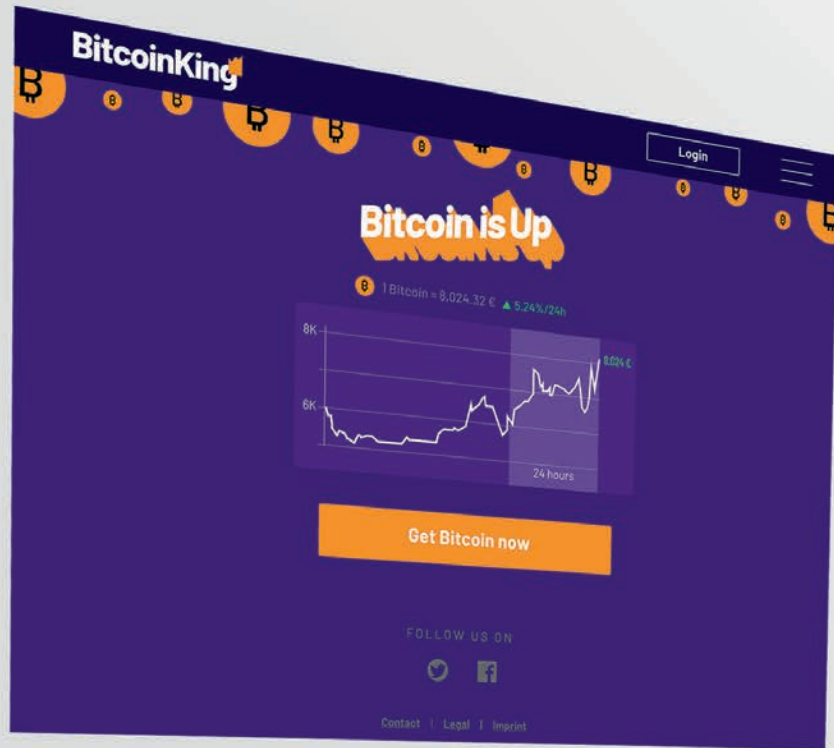 BitcoinKing
Login
Bitcoin is Up
1 Bitcoin = 8,024.32 € ▲ 5.24%/24h
8K
8.024 €
6K
24 hours
Get Bitcoin now
FOLLOW US ON
Contact | Legal | Imprint